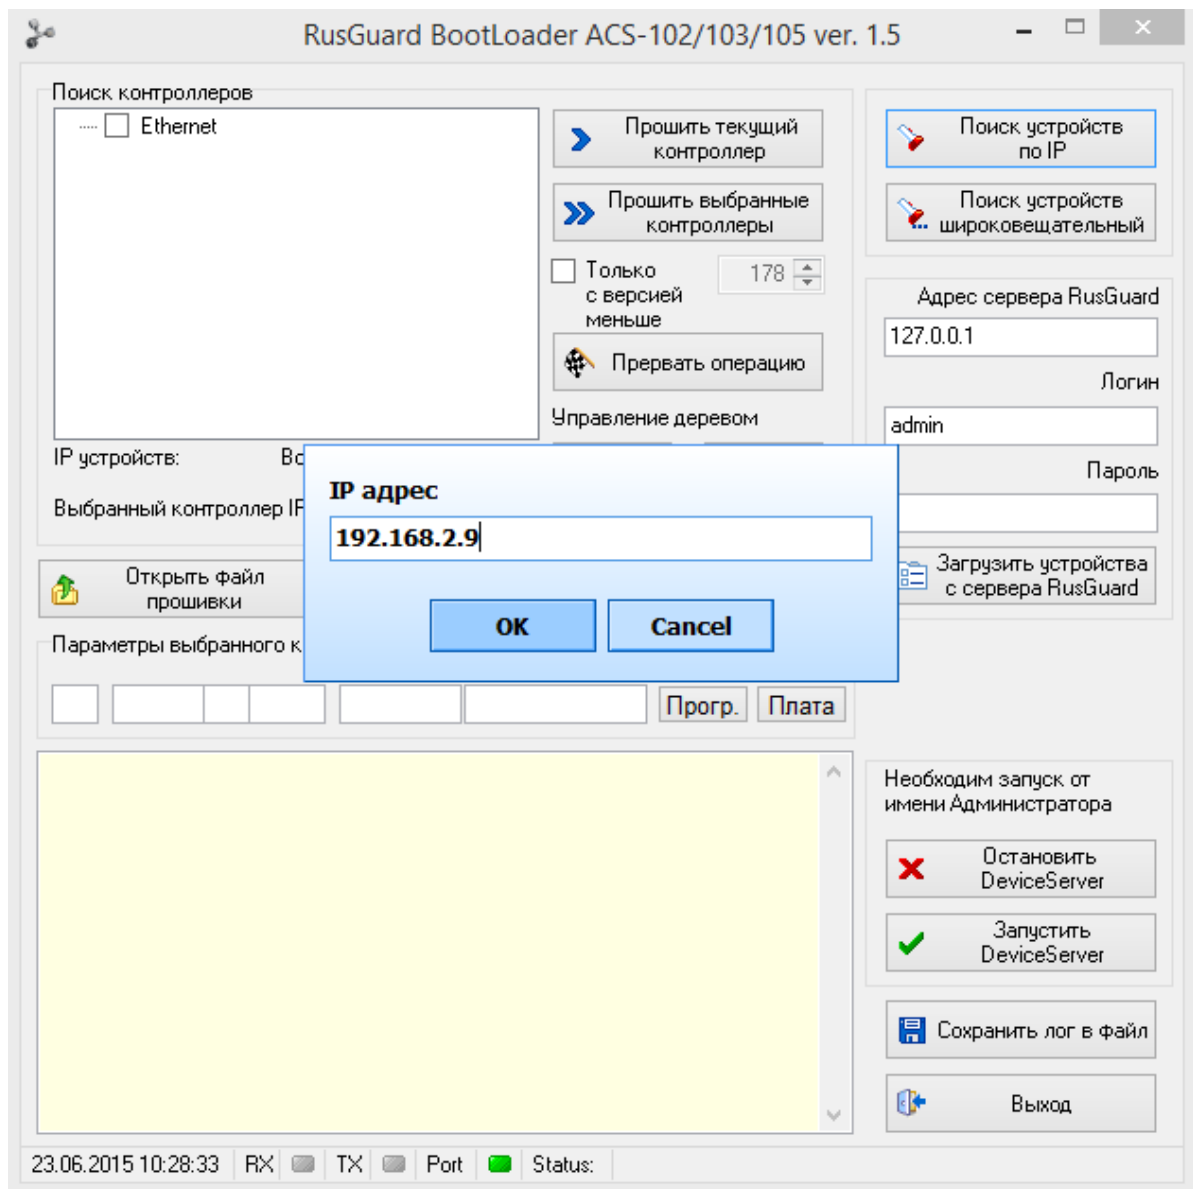 RusGuard BootLoader ACS-102/103/105 ver. 1.5
Поиск контроллеров
Ethernet
Прошить текущий
контроллер
Прошить выбранные
контроллеры
Только
с версией
меньше
178
Прервать операцию
Управление деревом
Поиск устройств
по IP
Поиск устройств
широковещательный
Адрес сервера RusGuard
127.0.0.1
Логин
admin
Пароль
Загрузить устройства
с сервера RusGuard
IP устройств:
Выбранный контроллер IP
IP адрес
192.168.2.9
OK
Cancel
Открыть файл
прошивки
Параметры выбранного к
Прогр.
Плата
Необходим запуск от
имени Администратора
Остановить
DeviceServer
Запустить
DeviceServer
Сохранить лог в файл
Выход
23.06.2015 10:28:33 RX TX Port Status: